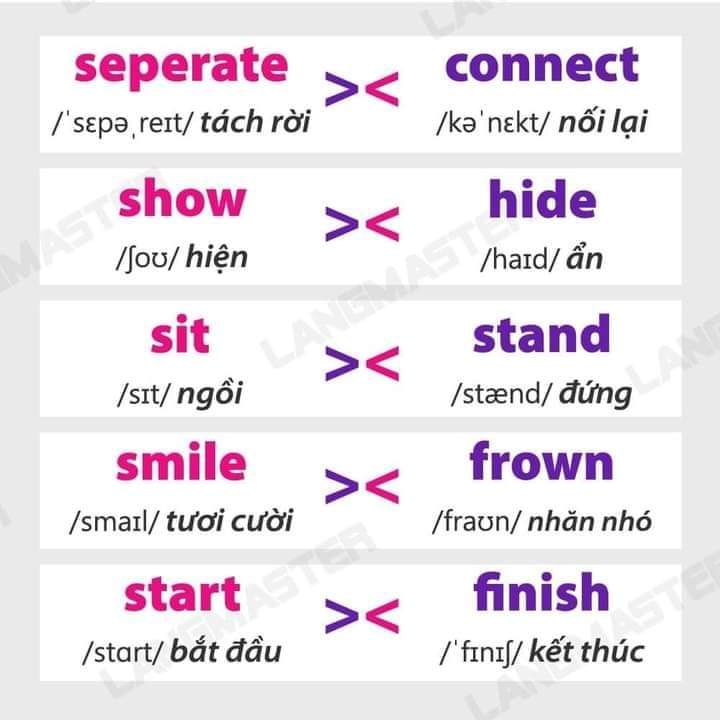 seperate >< connect
/ˈsɛpəˌreɪt/ tách rời /kəˈnɛkt/ nối lại
show >< hide
/ʃoʊ/ hiện /haɪd/ ẩn
sit >< stand
/sɪt/ ngồi /stænd/ đứng
smile >< frown
/smaɪl/ tươi cười /fraʊn/ nhăn nhó
start >< finish
/stɑrt/ bắt đầu /ˈfɪnɪʃ/ kết thúc
LANGMASTER